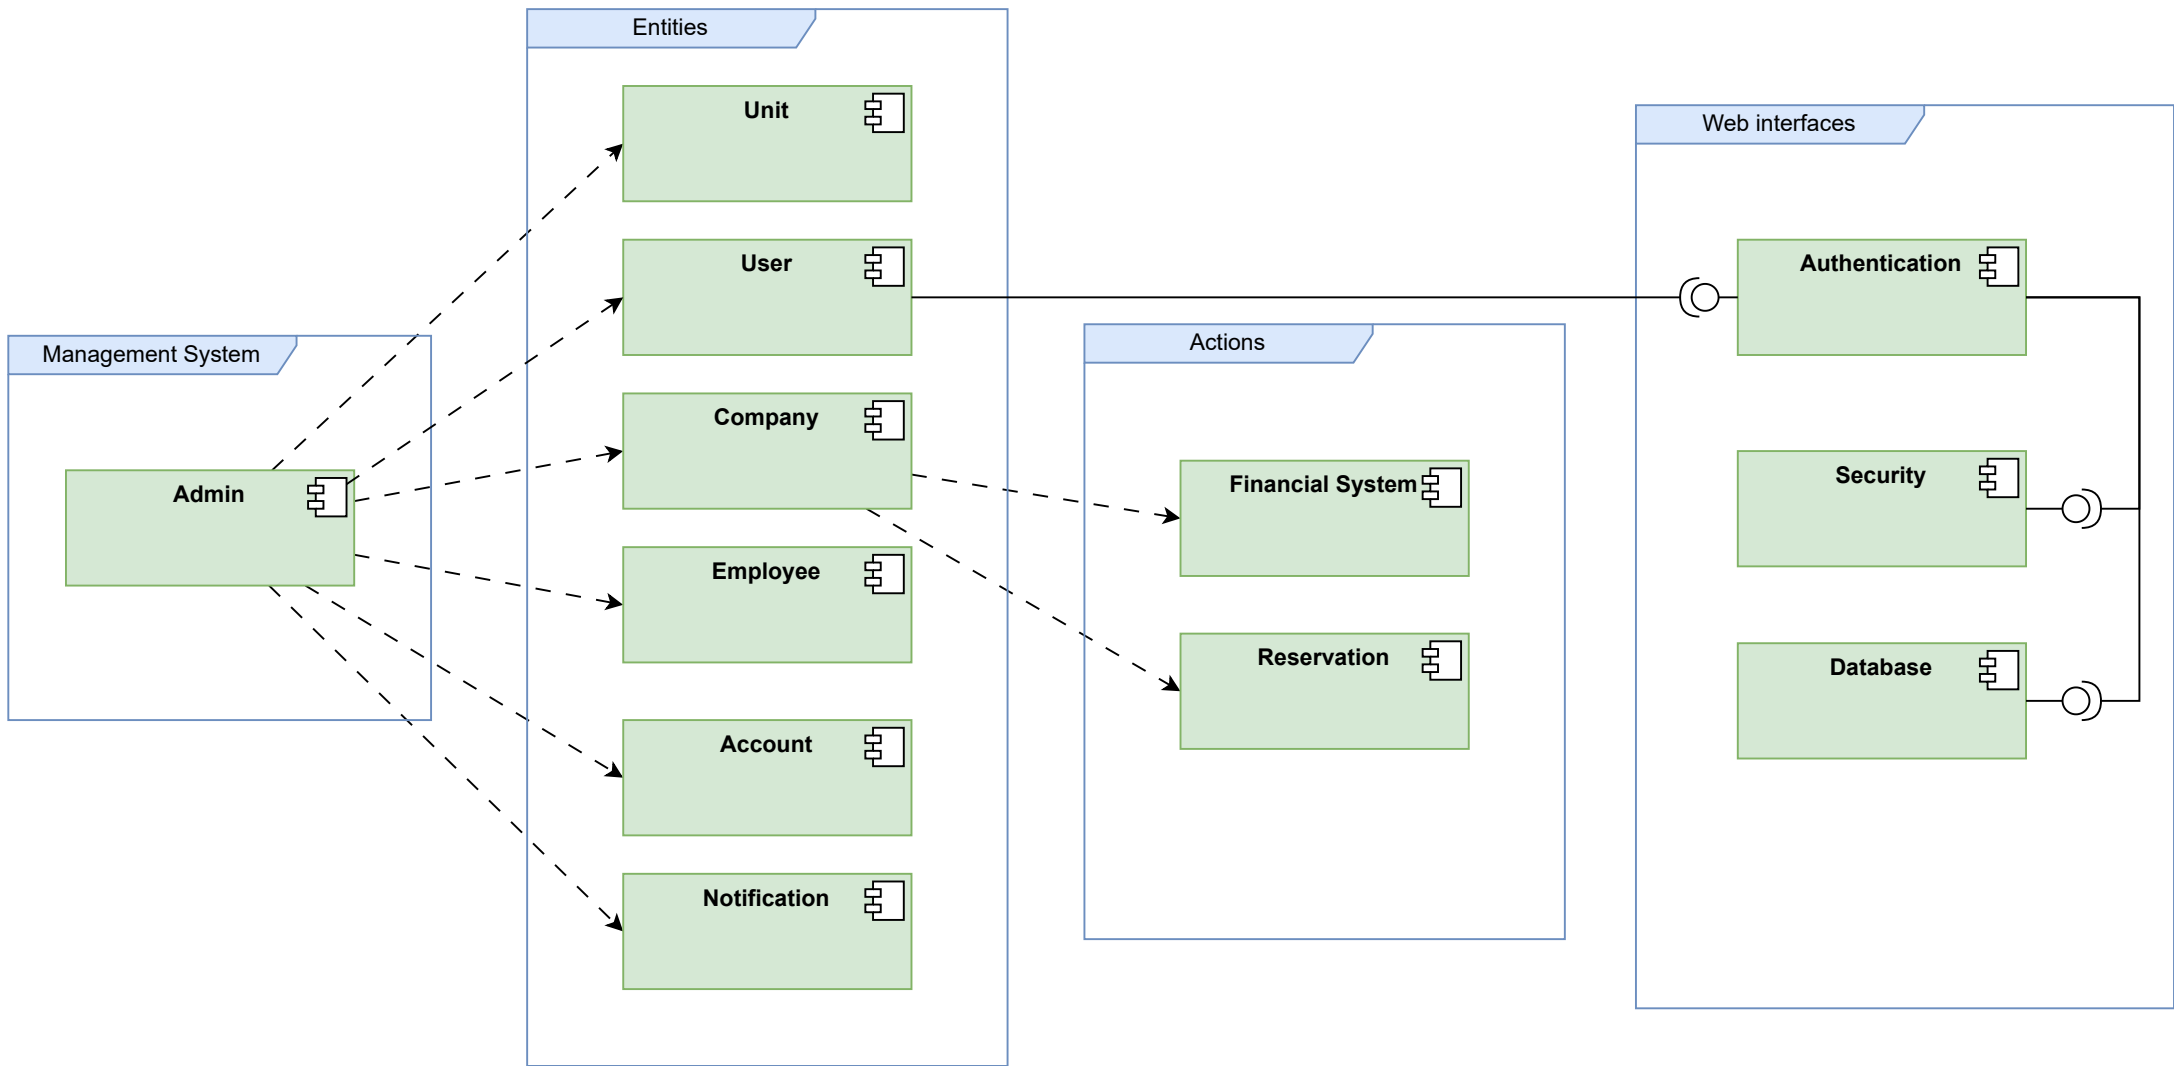 Entities
Unit
User
Company
Employee
Account
Notification
Management System
Admin
Actions
Financial System
Reservation
Web interfaces
Authentication
Security
Database